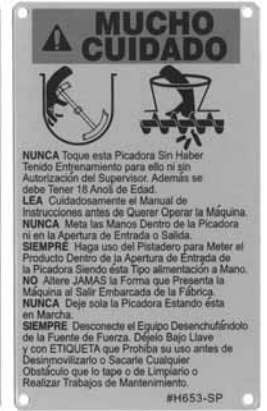 MUCHO
CUIDADO
NUNCA Toque esta Picadora Sin Haber
Tenido Entrenamiento para ello ni sin
Autorización del Supervisor. Además se
debe Tener 18 Anoś de Edad.
LEA Cuidadosamente el Manual de
Instrucciones antes de Querer Operar la Máquina.
NUNCA Meta las Manos Dentro de la Picadora
ni en la Apertura de Entrada o Salida.
SIEMPRE Haga uso del Pistadero para Meter el
Producto Dentro de la Apertura de Entrada de
la Picadora Siendo ésta Tipo alimentación a Mano.
NO Altere JAMAS la Forma que Presenta la
Máquina al Salir Embarcada de la Fábrica.
NUNCA Deje sola la Picadora Estando ésta
en Marcha.
SIEMPRE Desconecte el Equipo Desenchufándolo
de la Fuente de Fuerza. Déjelo Bajo Llave
y con ETIQUETA que Prohiba su uso antes de
Desinmovilizarlo o Sacarle Cualquier
Obstáculo que lo tape o de Limpiarlo o
Realizar Trabajos de Mantenimiento.
#H653-SP